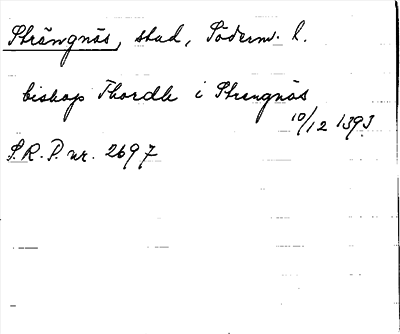 Strängnäs, stad, Söderm. l.
biskop Thordh i Strengnäs
10/12 1393
S.R.P. nr. 2697